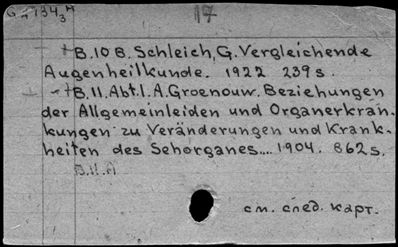 17
+B.10 B. Schleich, G. Vergleichende
Augenheilkunde. 1922 239 s.
-+B.11. Abt.1. A. Groenouw. Beziehungen
der Allgemeinleiden und Organerkran-
kungen zu Veränderungen und Krank-
heiten des Sehorganes.... 1904. 862 s.
B.11.A
см. след. карт.